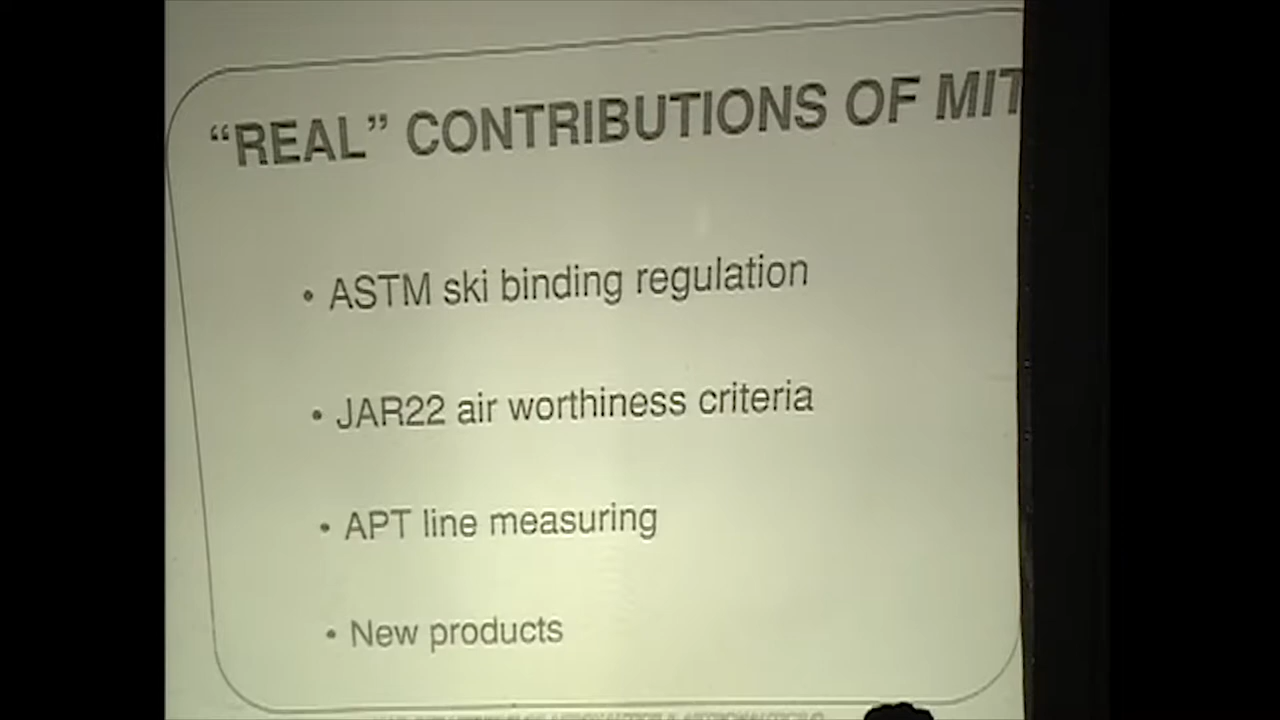 “REAL” CONTRIBUTIONS OF MIT
• ASTM ski binding regulation
• JAR22 air worthiness criteria
• APT line measuring
• New products